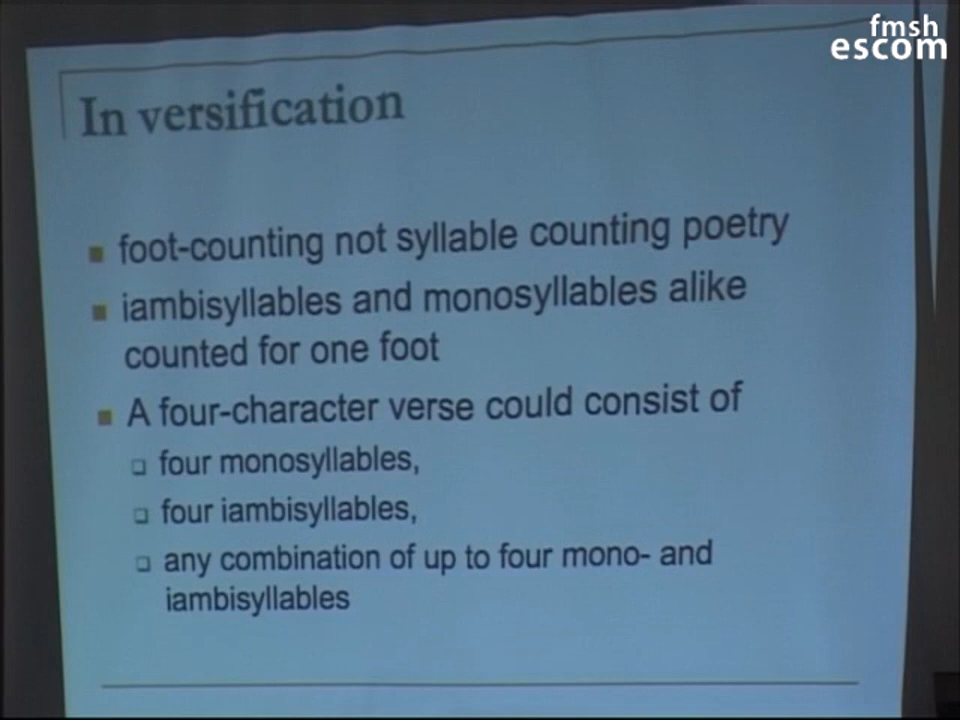 fmsh
escom
In versification
foot-counting not syllable counting poetry
iambisyllables and monosyllables alike
counted for one foot
A four-character verse could consist of
four monosyllables,
four iambisyllables,
any combination of up to four mono- and
iambisyllables